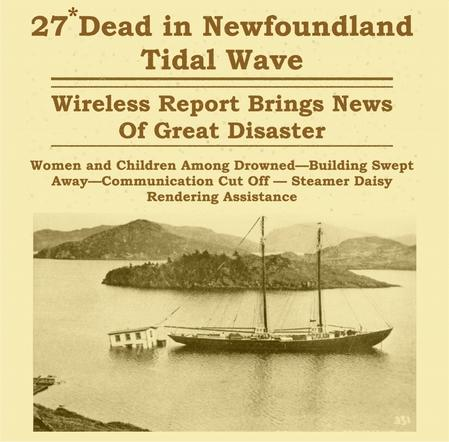 27*Dead in Newfoundland
Tidal Wave
Wireless Report Brings News
Of Great Disaster
Women and Children Among Drowned—Building Swept
Away—Communication Cut Off — Steamer Daisy
Rendering Assistance
331